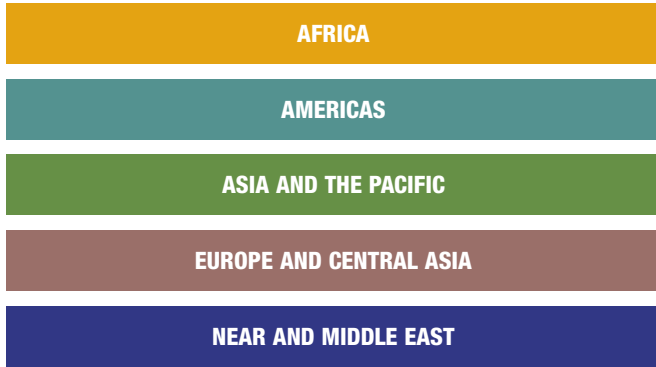 AFRICA
AMERICAS
ASIA AND THE PACIFIC
EUROPE AND CENTRAL ASIA
NEAR AND MIDDLE EAST